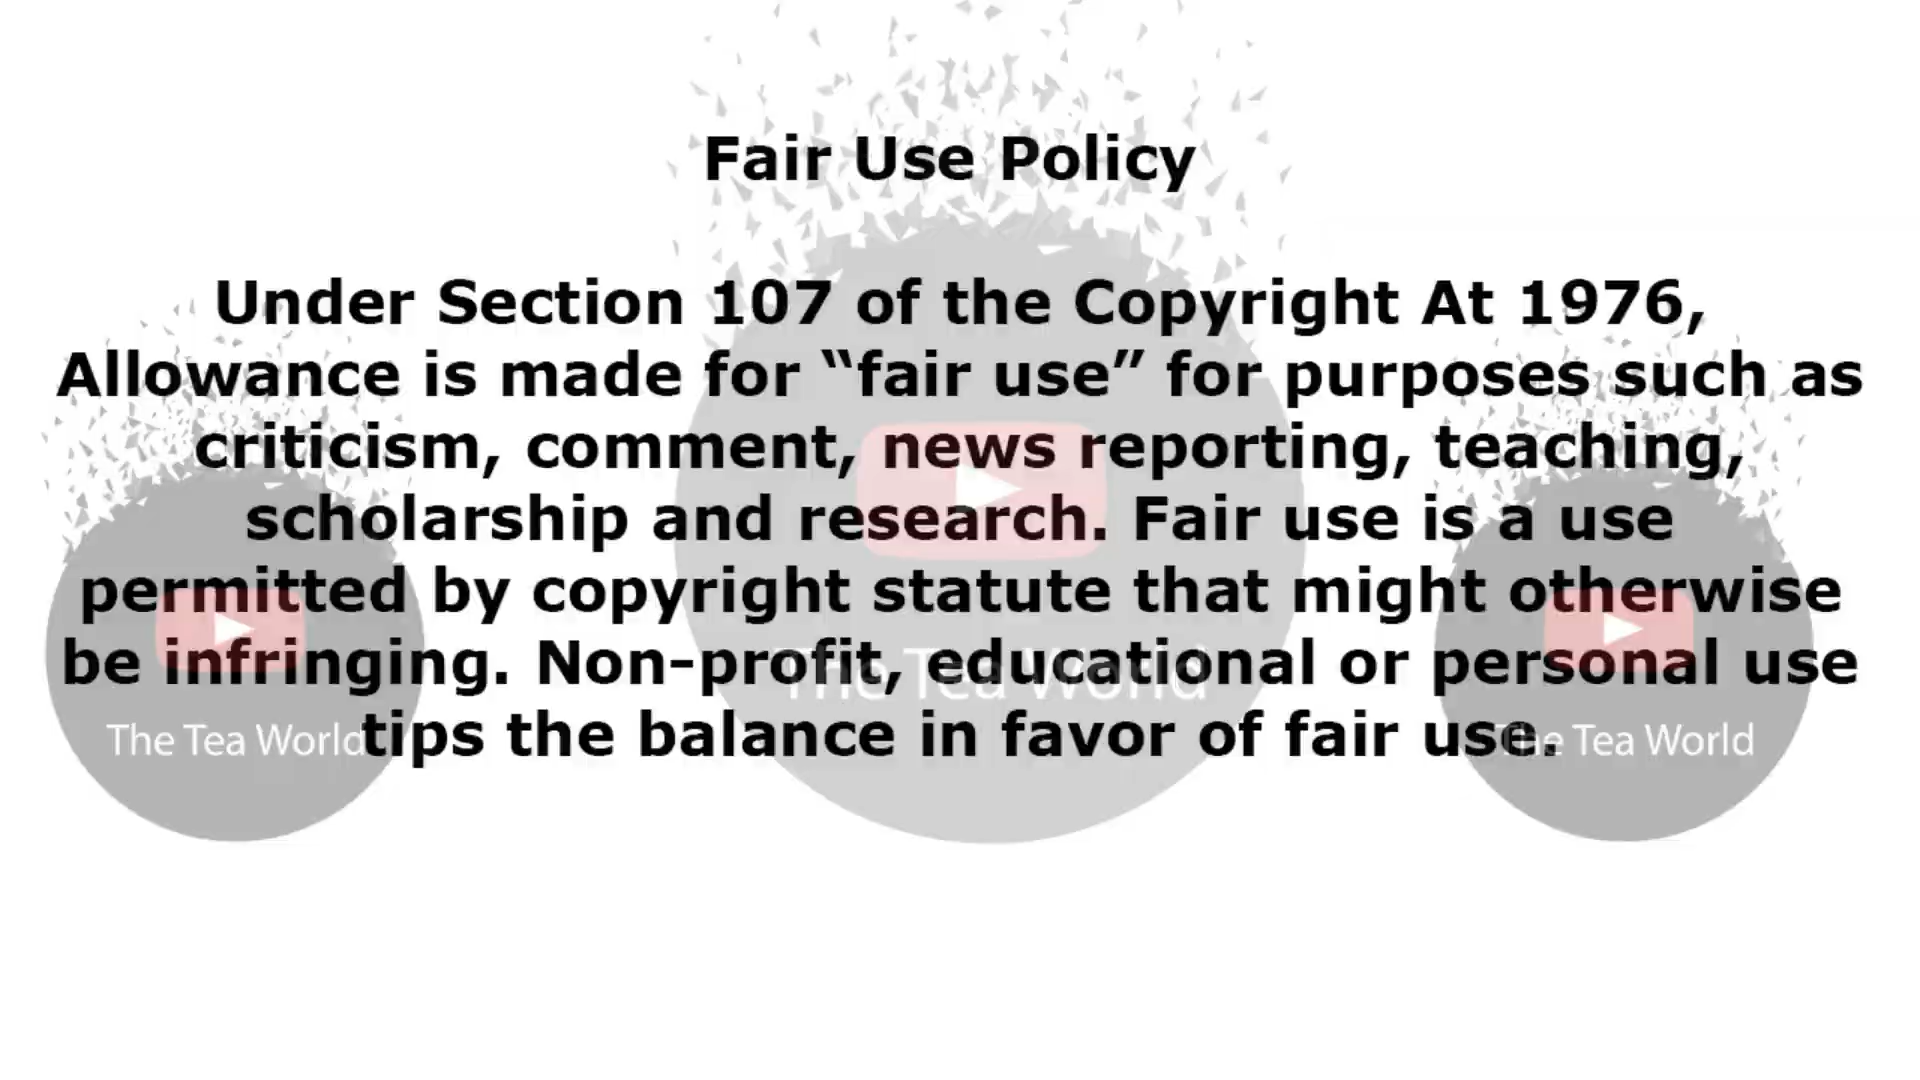 Fair Use Policy
Under Section 107 of the Copyright At 1976,
Allowance is made for “fair use” for purposes such as
criticism, comment, news reporting, teaching,
scholarship and research. Fair use is a use
permitted by copyright statute that might otherwise
be infringing. Non-profit, educational or personal use
tips the balance in favor of fair use.
The Tea World
The Tea World
The Tea World